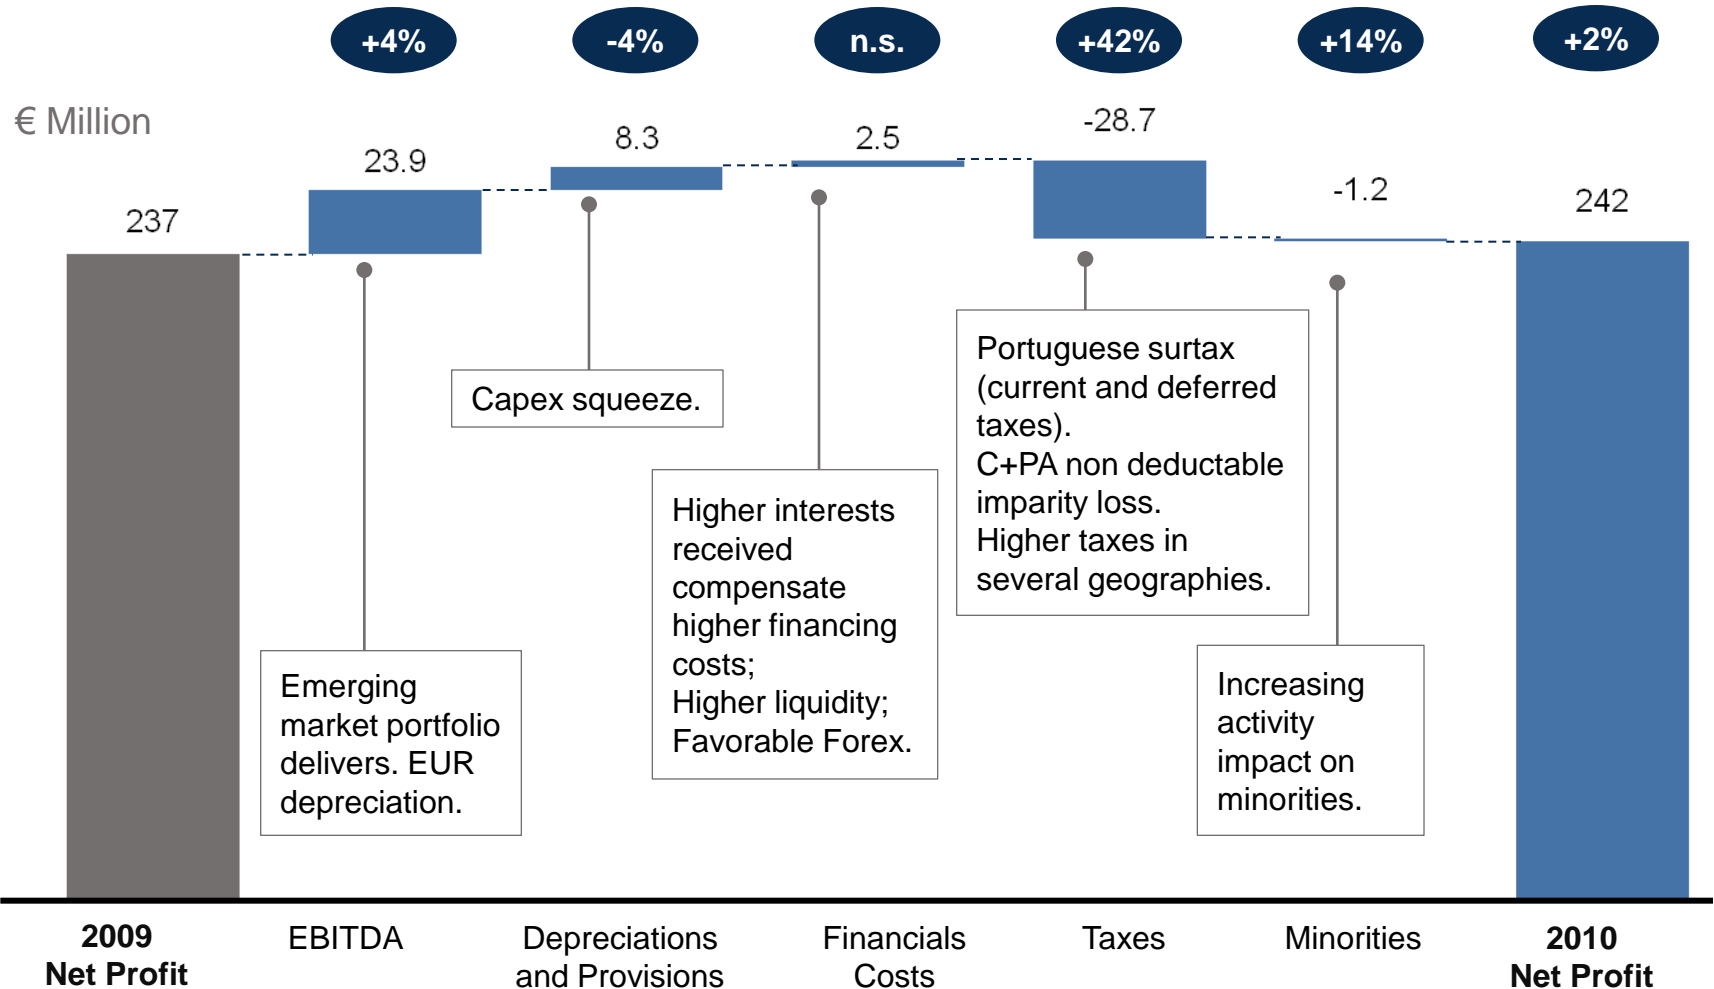 +4%
-4%
n.s.
+42%
+14%
+2%
€ Million
237
23.9
8.3
2.5
-28.7
-1.2
242
Emerging
market portfolio
delivers. EUR
depreciation.
Capex squeeze.
Higher interests
received
compensate
higher financing
costs;
Higher liquidity;
Favorable Forex.
Portuguese surtax
(current and deferred
taxes).
C+PA non deductable
imparity loss.
Higher taxes in
several geographies.
Increasing
activity
impact on
minorities.
2009
Net Profit
EBITDA
Depreciations
and Provisions
Financials
Costs
Taxes
Minorities
2010
Net Profit